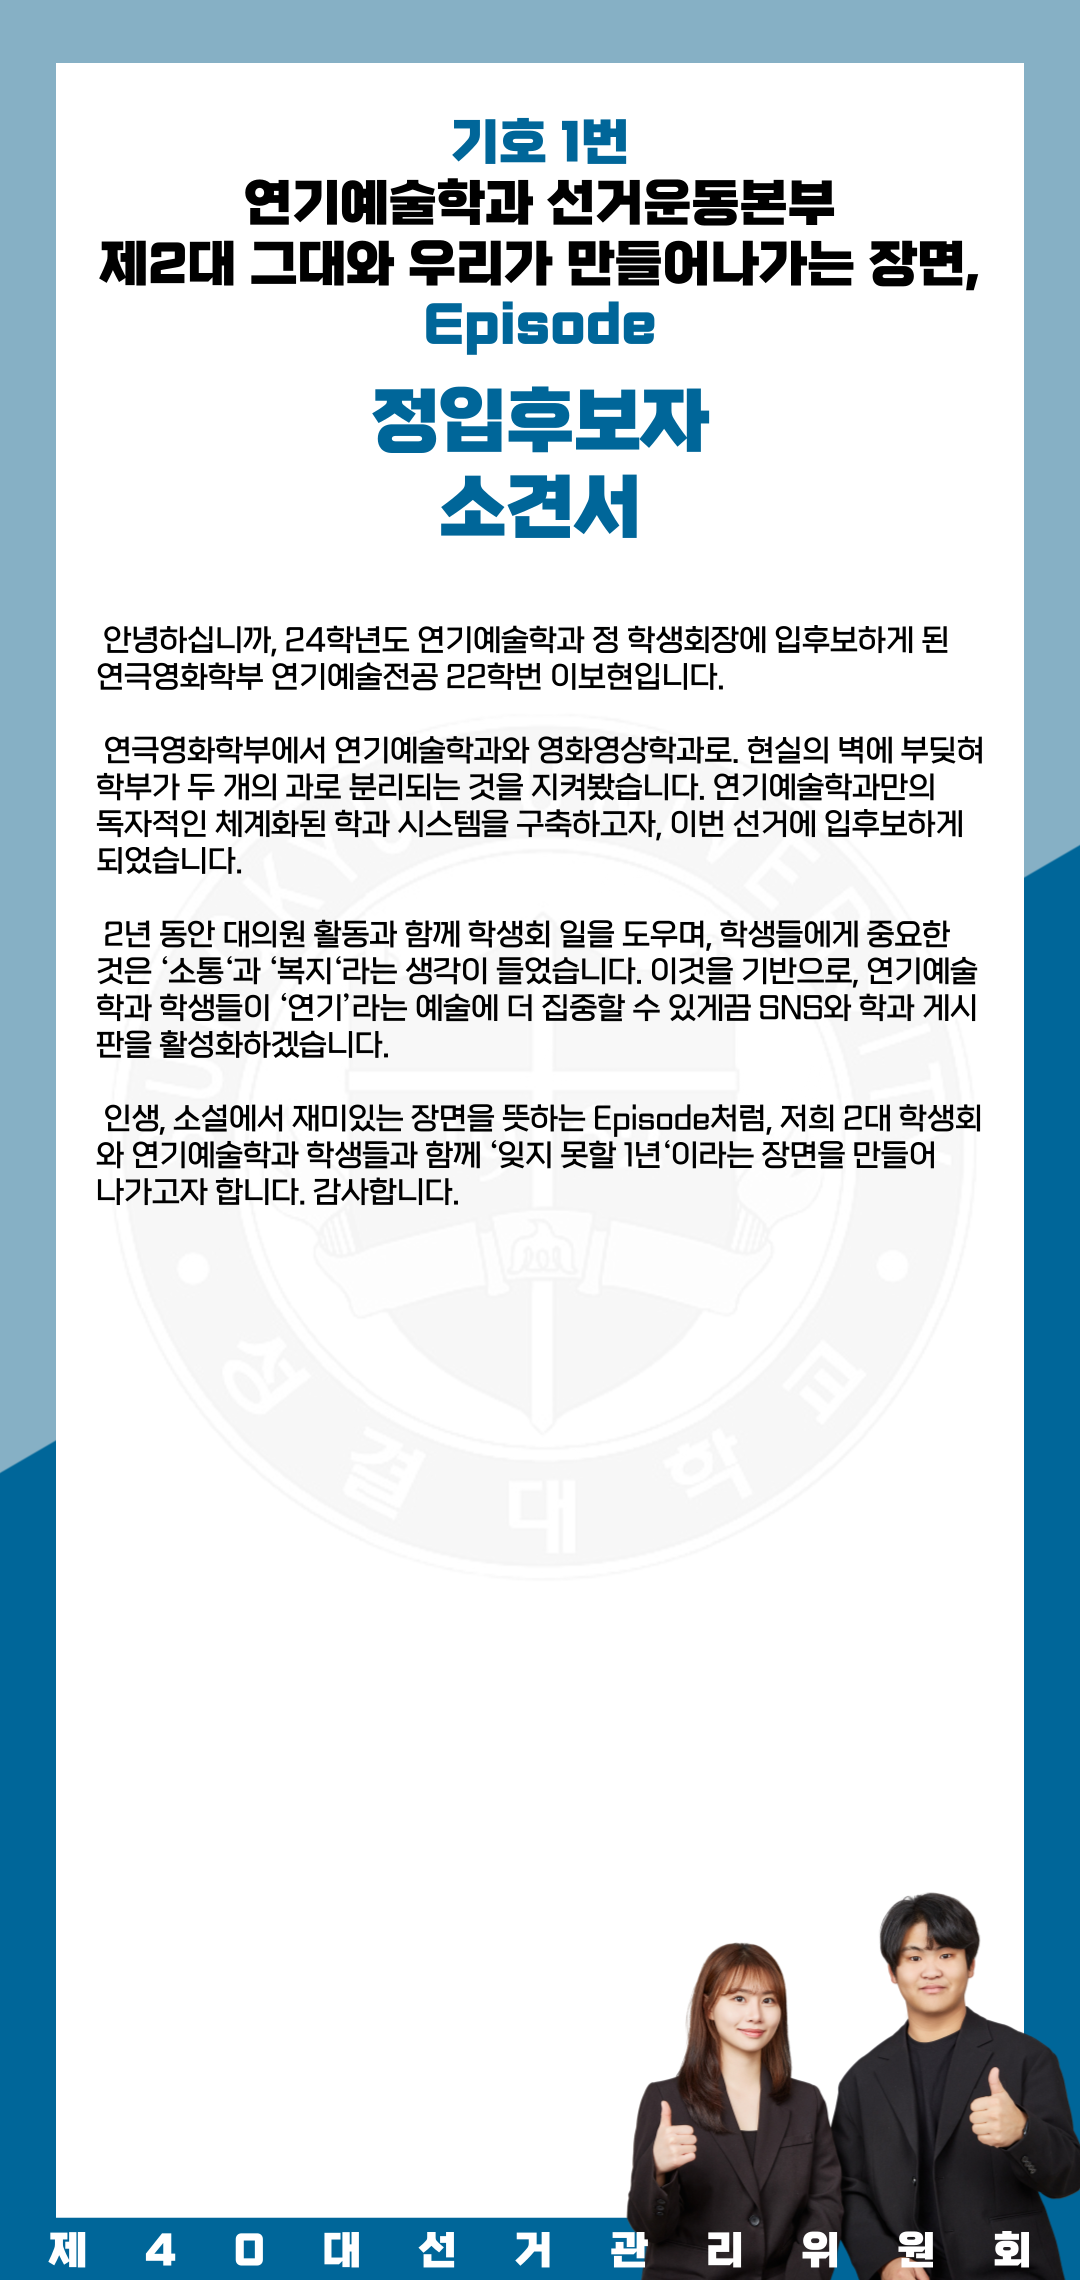 기호 1번
연기예술학과 선거운동본부
제2대 그대와 우리가 만들어나가는 장면,
Episode
정입후보자
소견서
안녕하십니까, 24학년도 연기예술학과 정 학생회장에 입후보하게 된
연극영화학부 연기예술전공 22학번 이보현입니다.
연극영화학부에서 연기예술학과와 영화영상학과로. 현실의 벽에 부딪혀
학부가 두 개의 과로 분리되는 것을 지켜봤습니다. 연기예술학과만의
독자적인 체계화된 학과 시스템을 구축하고자, 이번 선거에 입후보하게
되었습니다.
2년 동안 대의원 활동과 함께 학생회 일을 도우며, 학생들에게 중요한
것은 ‘소통‘과 ‘복지‘라는 생각이 들었습니다. 이것을 기반으로, 연기예술
학과 학생들이 ‘연기’라는 예술에 더 집중할 수 있게끔 SNS와 학과 게시
판을 활성화하겠습니다.
인생, 소설에서 재미있는 장면을 뜻하는 Episode처럼, 저희 2대 학생회
와 연기예술학과 학생들과 함께 ‘잊지 못할 1년‘이라는 장면을 만들어
나가고자 합니다. 감사합니다.
성결대학교
제40대선거관리위원회